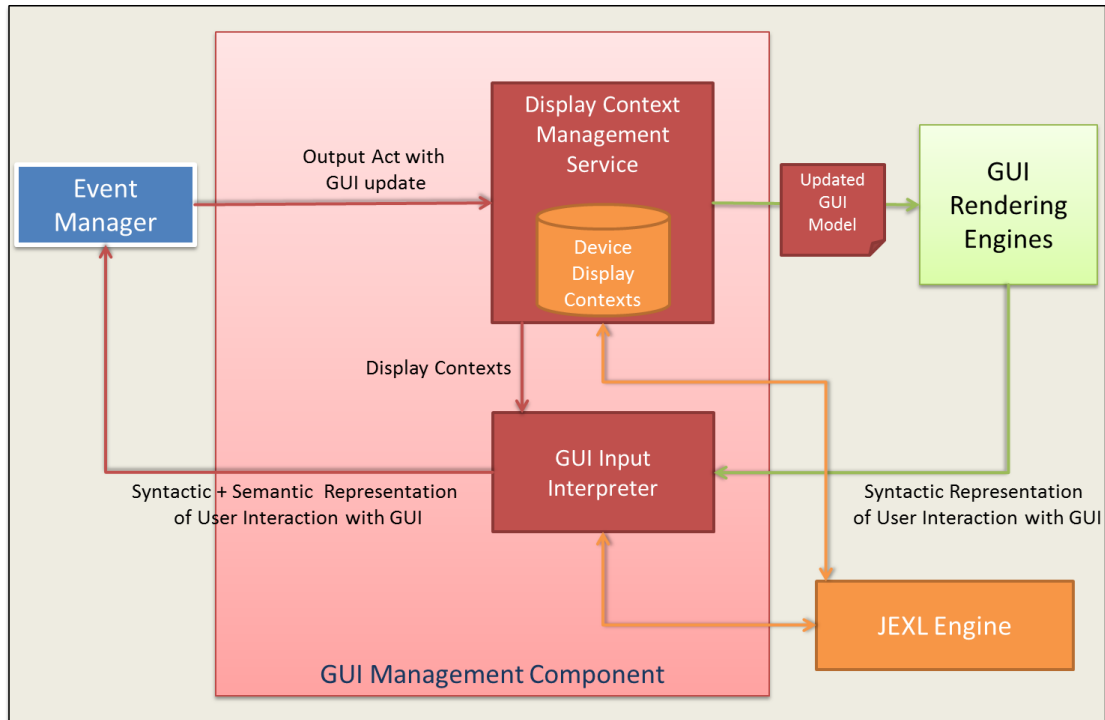 Display Context
Management
Service
Output Act with
GUI update
Event
Manager
Updated
GUI
Model
GUI
Rendering
Engines
Device
Display
Contexts
Display Contexts
GUI Input
Interpreter
Syntactic + Semantic Representation
of User Interaction with GUI
Syntactic Representation
of User Interaction with GUI
JEXL Engine
GUI Management Component